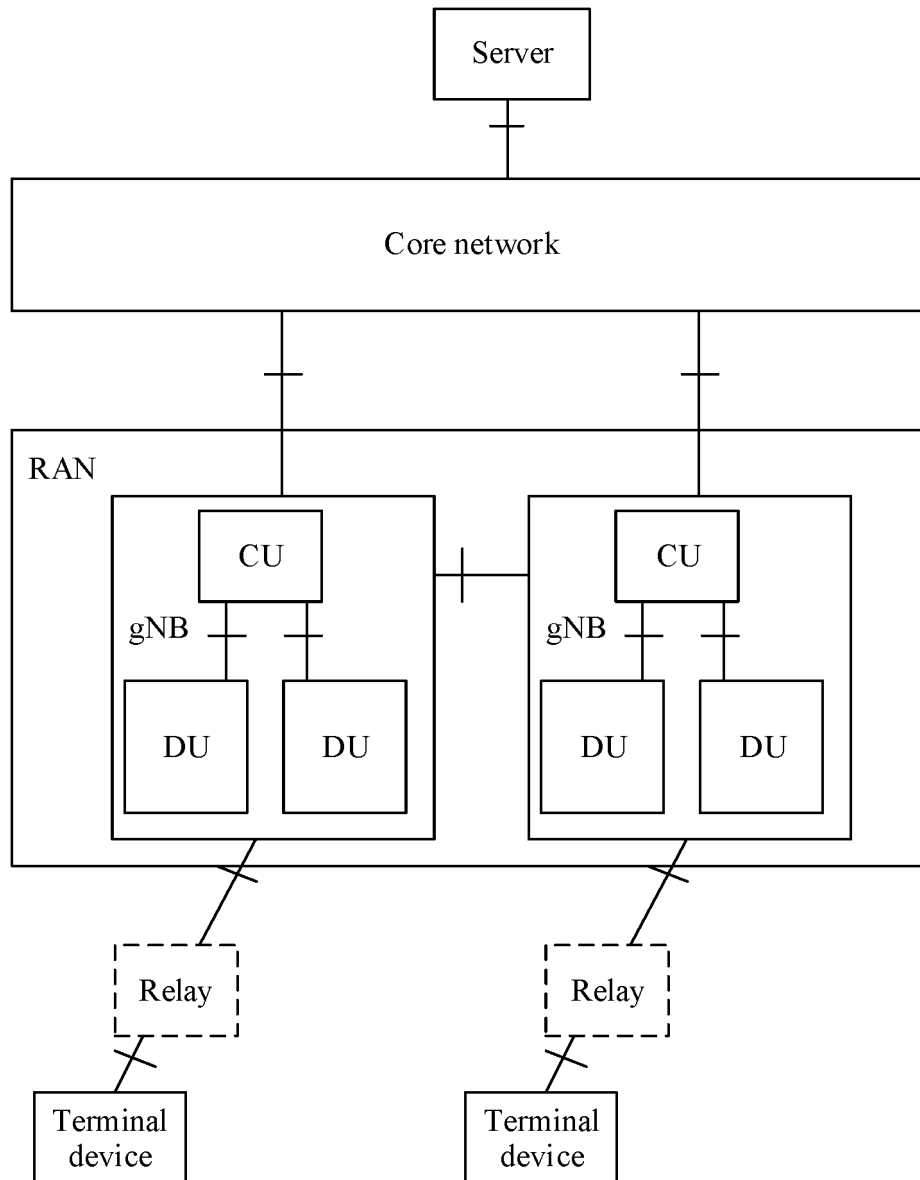 Server
Core network
RAN
CU
CU
gNB
gNB
DU
DU
DU
DU
Relay
Relay
Terminal
device
Terminal
device